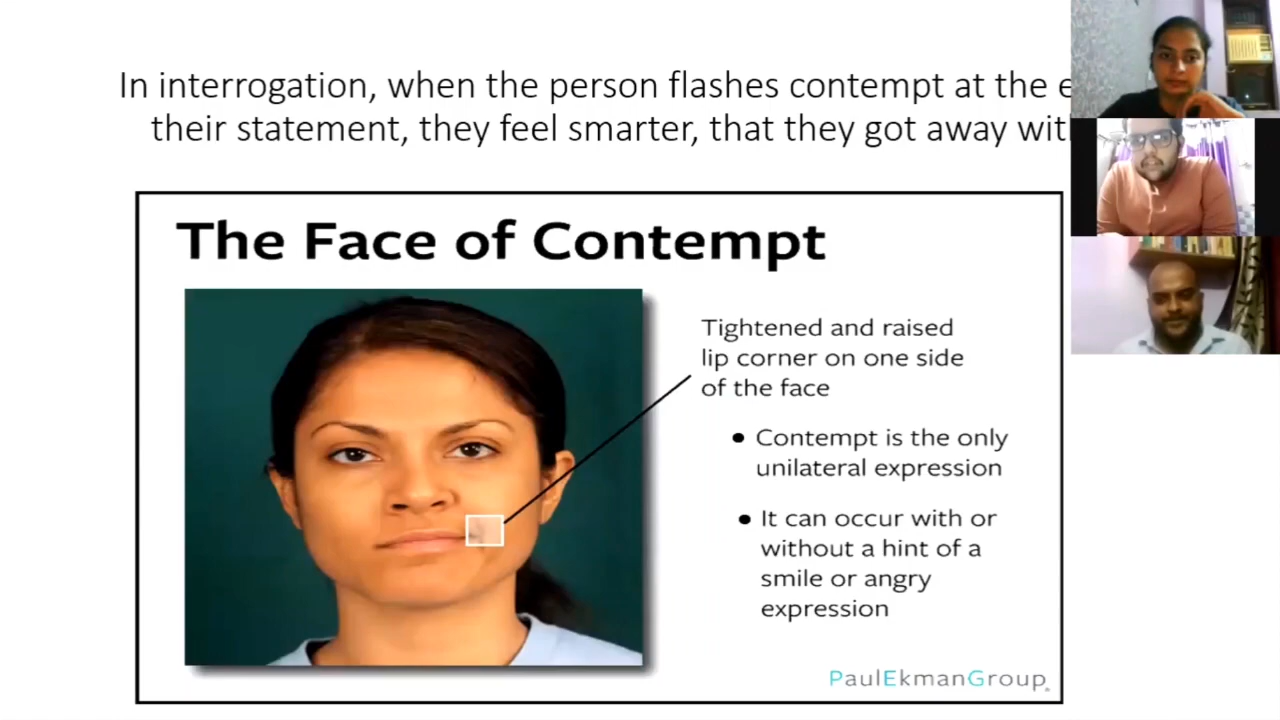 In interrogation, when the person flashes contempt at the
their statement, they feel smarter, that they got away
The Face of Contempt
Tightened and raised
lip corner on one side
of the face
• Contempt is the only
unilateral expression
• It can occur with or
without a hint of a
smile or angry
expression
PaulEkmanGroup